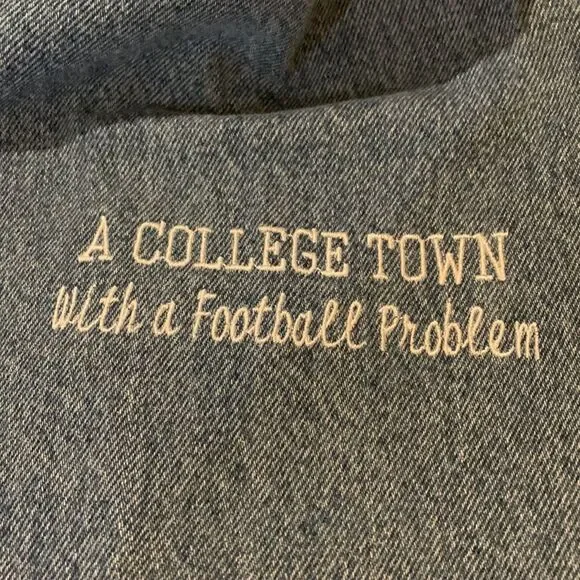 A COLLEGE TOWN
with a Football Problem